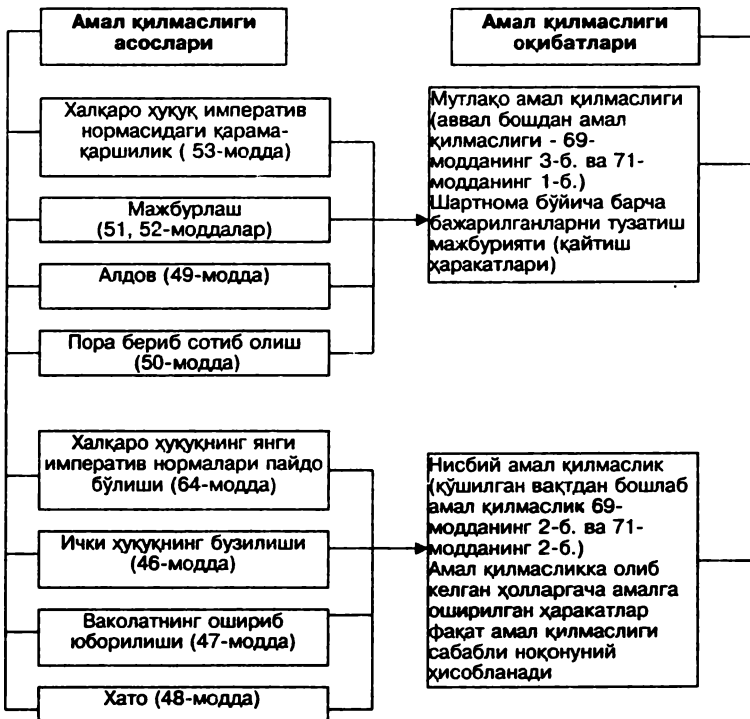 Амал қилмаслиги
асослари
Амал қилмаслиги
оқибатлари
Халқаро ҳуқуқ императив
нормасидаги қарама-
қаршилик ( 53-модда)
Мажбурлаш
(51, 52-моддалар)
Алдов (49-модда)
Пора бериб сотиб олиш
(50-модда)
Мутлақо амал қилмаслиги
(аввал бошдан амал
қилмаслиги - 69-
модданинг 3-б. ва 71-
модданинг 1-б.)
Шартнома бўйича барча
бажарилганларни тузатиш
мажбурияти (қайтиш
ҳаракатлари)
Халқаро ҳуқуқнинг янги
императив нормалари пайдо
бўлиши (64-модда)
Ички ҳуқуқнинг бузилиши
(46-модда)
Ваколатнинг ошириб
юборилиши (47-модда)
Хато (48-модда)
Нисбий амал қилмаслик
(қўшилган вақтдан бошлаб
амал қилмаслик 69-
модданинг 2-б. ва 71-
модданинг 2-б.)
Амал қилмасликка олиб
келган ҳолларгача амалга
оширилган ҳаракатлар
фақат амал қилмаслиги
сабабли ноқонуний
ҳисобланади